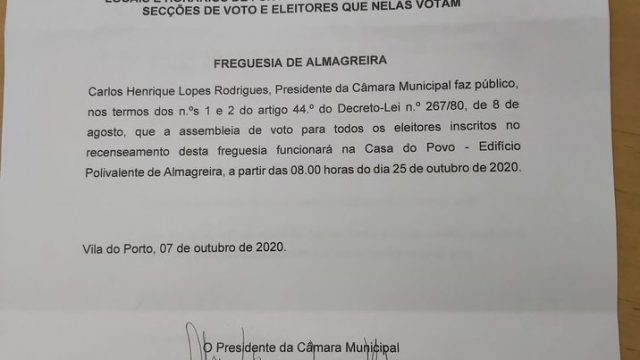 SECÇÕES DE VOTO E ELEITORES QUE NELAS VOTAM
FREGUESIA DE ALMAGREIRA
Carlos Henrique Lopes Rodrigues, Presidente da Câmara Municipal faz público,
nos termos dos n.ºs 1 e 2 do artigo 44.º do Decreto-Lei n.º 267/80, de 8 de
agosto, que a assembleia de voto para todos os eleitores inscritos no
recenseamento desta freguesia funcionará na Casa do Povo - Edifício
Polivalente de Almagreira, a partir das 08.00 horas do dia 25 de outubro de 2020.
Vila do Porto, 07 de outubro de 2020.
O Presidente da Câmara Municipal